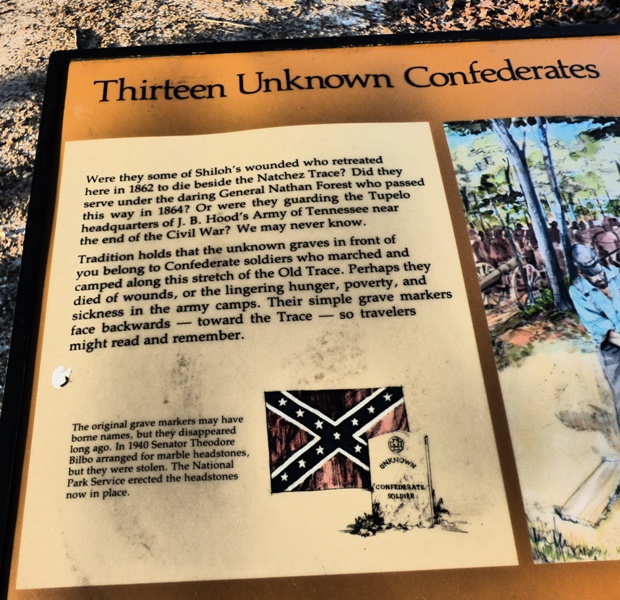 Thirteen Unknown Confederates
Were they some of Shiloh's wounded who retreated
here in 1862 to die beside the Natchez Trace? Did they
serve under the daring General Nathan Forest who passed
this way in 1864? Or were they guarding the Tupelo
headquarters of J. B. Hood's Army of Tennessee near
the end of the Civil War? We may never know.
Tradition holds that the unknown graves in front of
you belong to Confederate soldiers who marched and
camped along this stretch of the Old Trace. Perhaps they
died of wounds, or the lingering hunger, poverty, and
sickness in the army camps. Their simple grave markers
face backwards — toward the Trace — so travelers
might read and remember.
The original grave markers may have
borne names, but they disappeared
long ago. In 1940 Senator Theodore
Bilbo arranged for marble headstones,
but they were stolen. The National
Park Service erected the headstones
now in place.
UNKNOWN
CONFEDERATE
SOLDIER